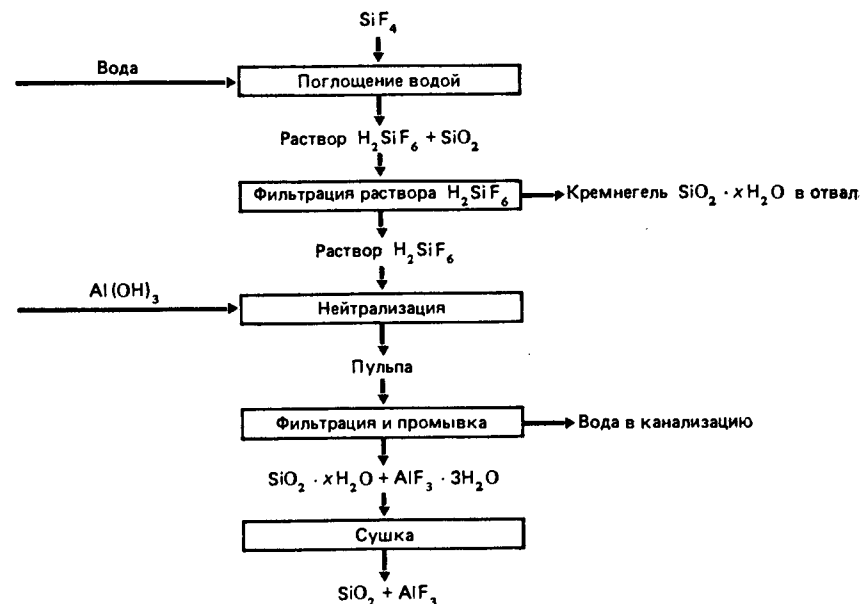 SiF₄
Вода
Поглощение водой
Раствор H₂SiF₆ + SiO₂
Фильтрация раствора H₂SiF₆
Кремнегель SiO₂ · xH₂O в отвал
Раствор H₂SiF₆
Al(OH)₃
Нейтрализация
Пульпа
Фильтрация и промывка
Вода в канализацию
SiO₂ · xH₂O + AlF₃ · 3H₂O
Сушка
SiO₂ + AlF₃